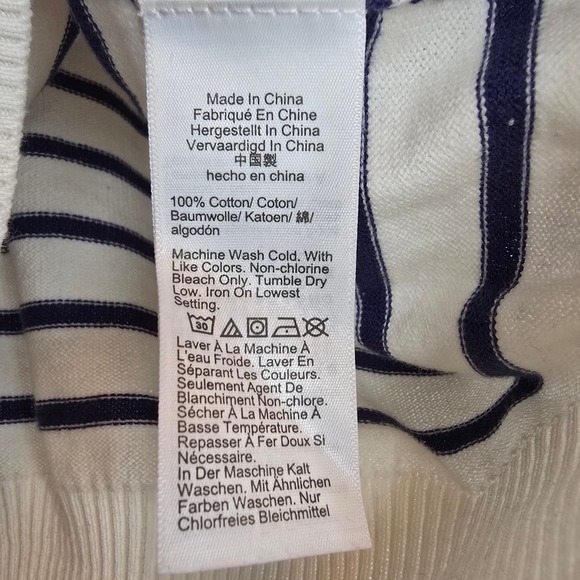 Made In China
Fabriqué En Chine
Hergestellt In China
Vervaardigd In China
中国製
hecho en china
100% Cotton/ Coton/
Baumwolle/ Katoen/ 綿/
algodón
Machine Wash Cold. With
Like Colors. Non-chlorine
Bleach Only. Tumble Dry
Low. Iron On Lowest
Setting.
30
Laver À La Machine À
L'eau Froide. Laver En
Séparant Les Couleurs.
Seulement Agent De
Blanchiment Non-chlore.
Sécher À La Machine À
Basse Température.
Repasser À Fer Doux Si
Nécessaire.
In Der Maschine Kalt
Waschen. Mit Ähnlichen
Farben Waschen. Nur
Chlorfreies Bleichmittel